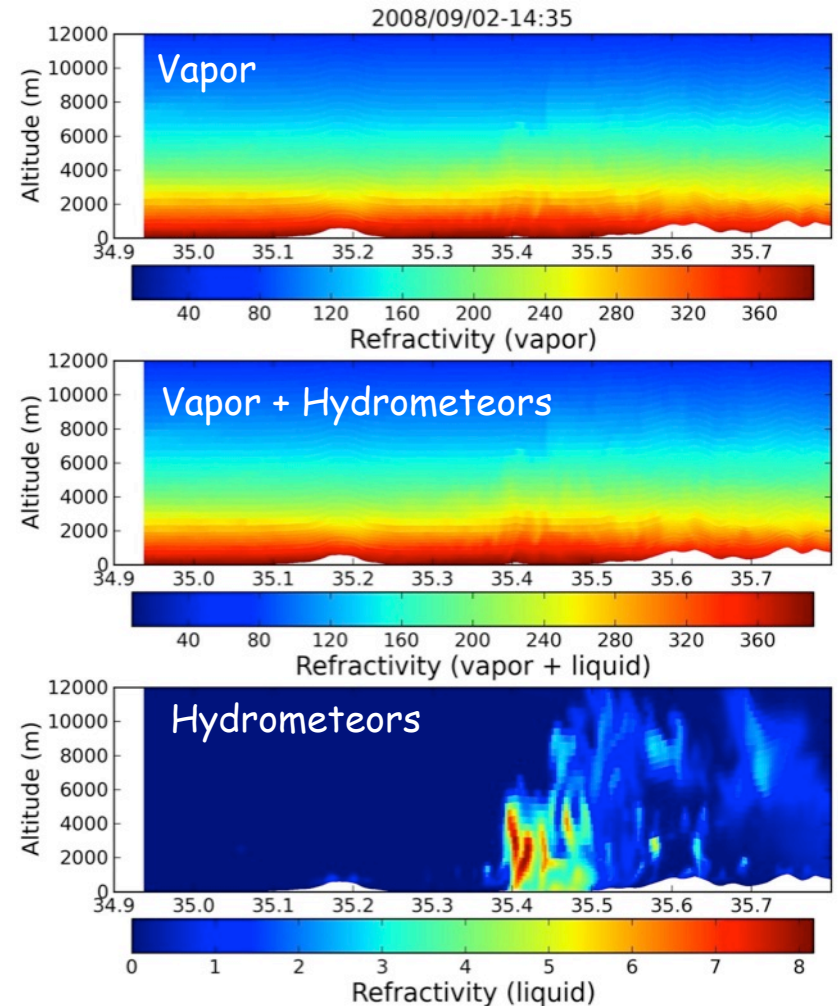 2008/09/02-14:35
Vapor
Altitude (m)
12000
10000
8000
6000
4000
2000
0
34.9 35.0 35.1 35.2 35.3 35.4 35.5 35.6 35.7
40 80 120 160 200 240 280 320 360
Refractivity (vapor)
Vapor + Hydrometeors
Altitude (m)
12000
10000
8000
6000
4000
2000
0
34.9 35.0 35.1 35.2 35.3 35.4 35.5 35.6 35.7
40 80 120 160 200 240 280 320 360
Refractivity (vapor + liquid)
Hydrometeors
Altitude (m)
12000
10000
8000
6000
4000
2000
0
34.9 35.0 35.1 35.2 35.3 35.4 35.5 35.6 35.7
0 1 2 3 4 5 6 7 8
Refractivity (liquid)